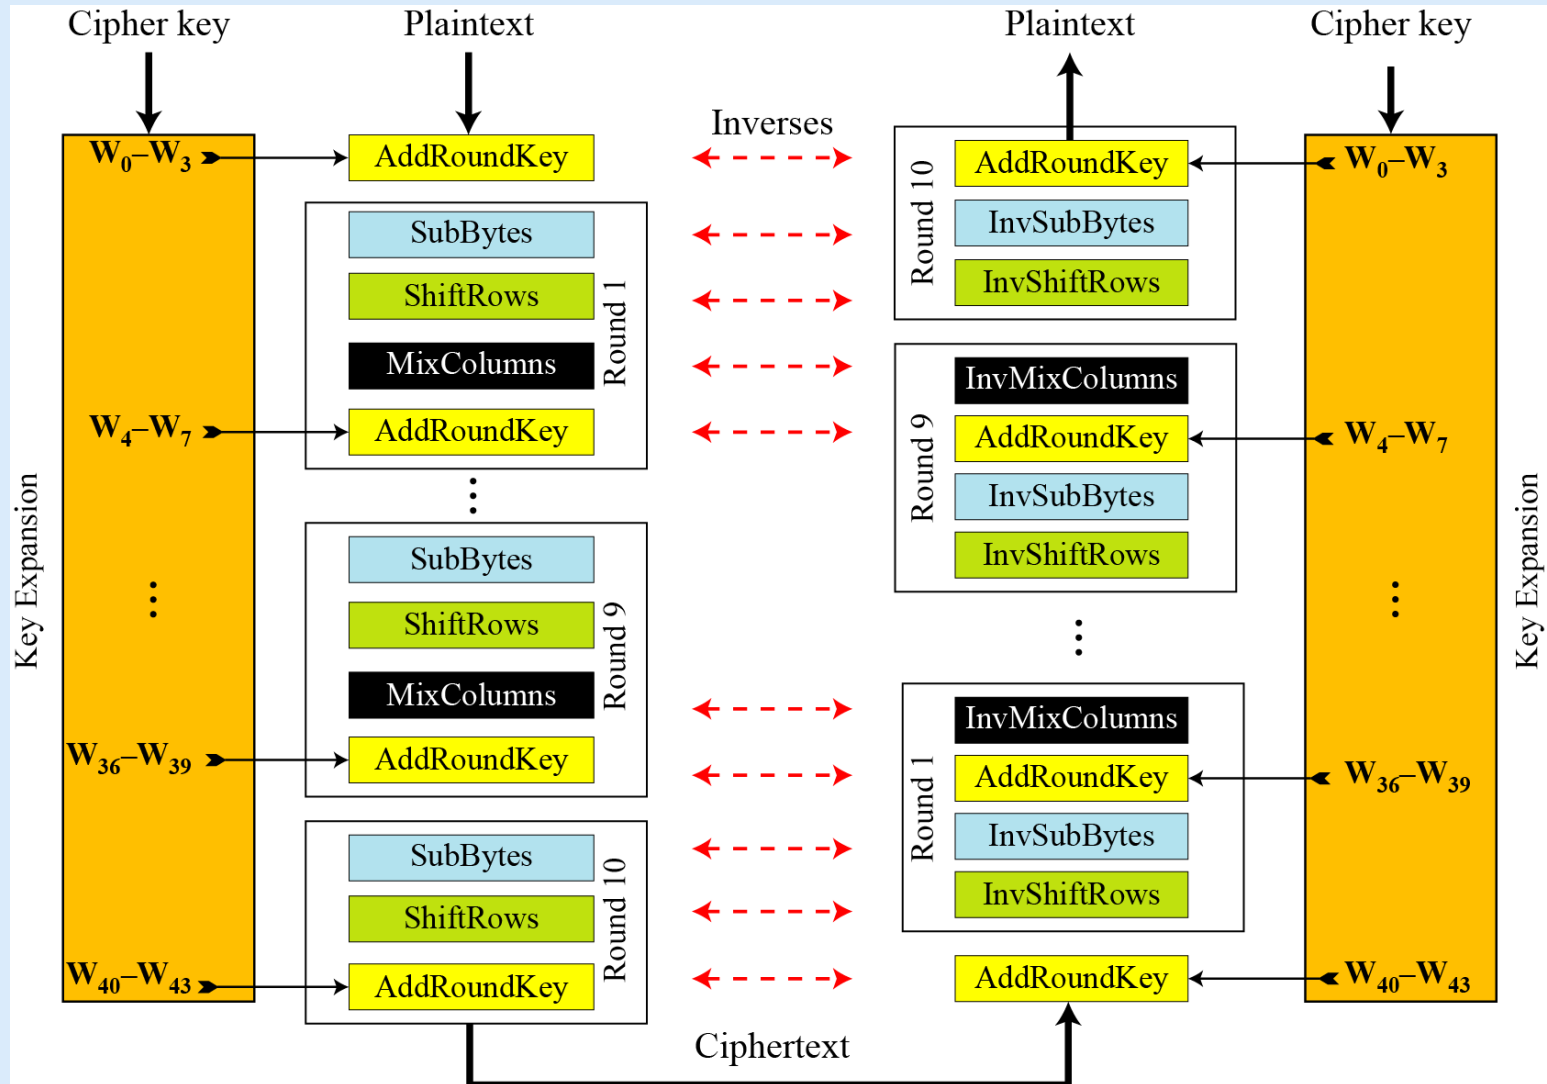 Cipher key
Plaintext
Plaintext
Cipher key
Inverses
W0–W3
AddRoundKey
SubBytes
ShiftRows
MixColumns
W4–W7
AddRoundKey
Round 1
⋮
SubBytes
ShiftRows
MixColumns
W36–W39
AddRoundKey
Round 9
SubBytes
ShiftRows
W40–W43
AddRoundKey
Round 10
Key Expansion
⋮
Ciphertext
AddRoundKey
W0–W3
InvSubBytes
InvShiftRows
Round 10
InvMixColumns
AddRoundKey
W4–W7
InvSubBytes
InvShiftRows
Round 9
⋮
InvMixColumns
AddRoundKey
W36–W39
InvSubBytes
InvShiftRows
Round 1
AddRoundKey
W40–W43
Key Expansion
⋮